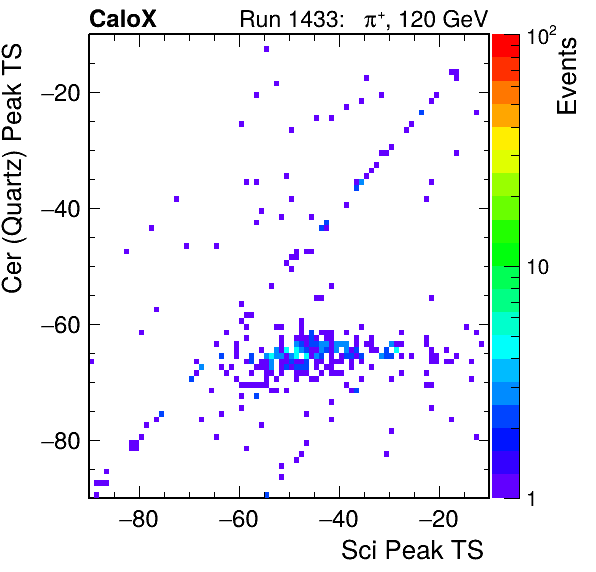 CaloX Run 1433: π⁺, 120 GeV
Cer (Quartz) Peak TS
−20
−40
−60
−80
−80 −60 −40 −20
Sci Peak TS
10²
10
1
Events